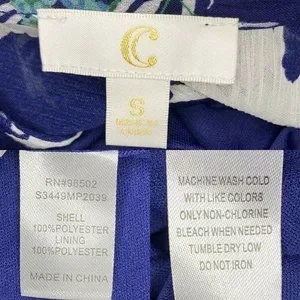 C
S
RN#98502
S3449MP2039
SHELL
100%POLYESTER
LINING
100%POLYESTER
MADE IN CHINA
MACHINE WASH COLD
WITH LIKE COLORS
ONLY NON-CHLORINE
BLEACH WHEN NEEDED
TUMBLE DRY LOW
DO NOT IRON